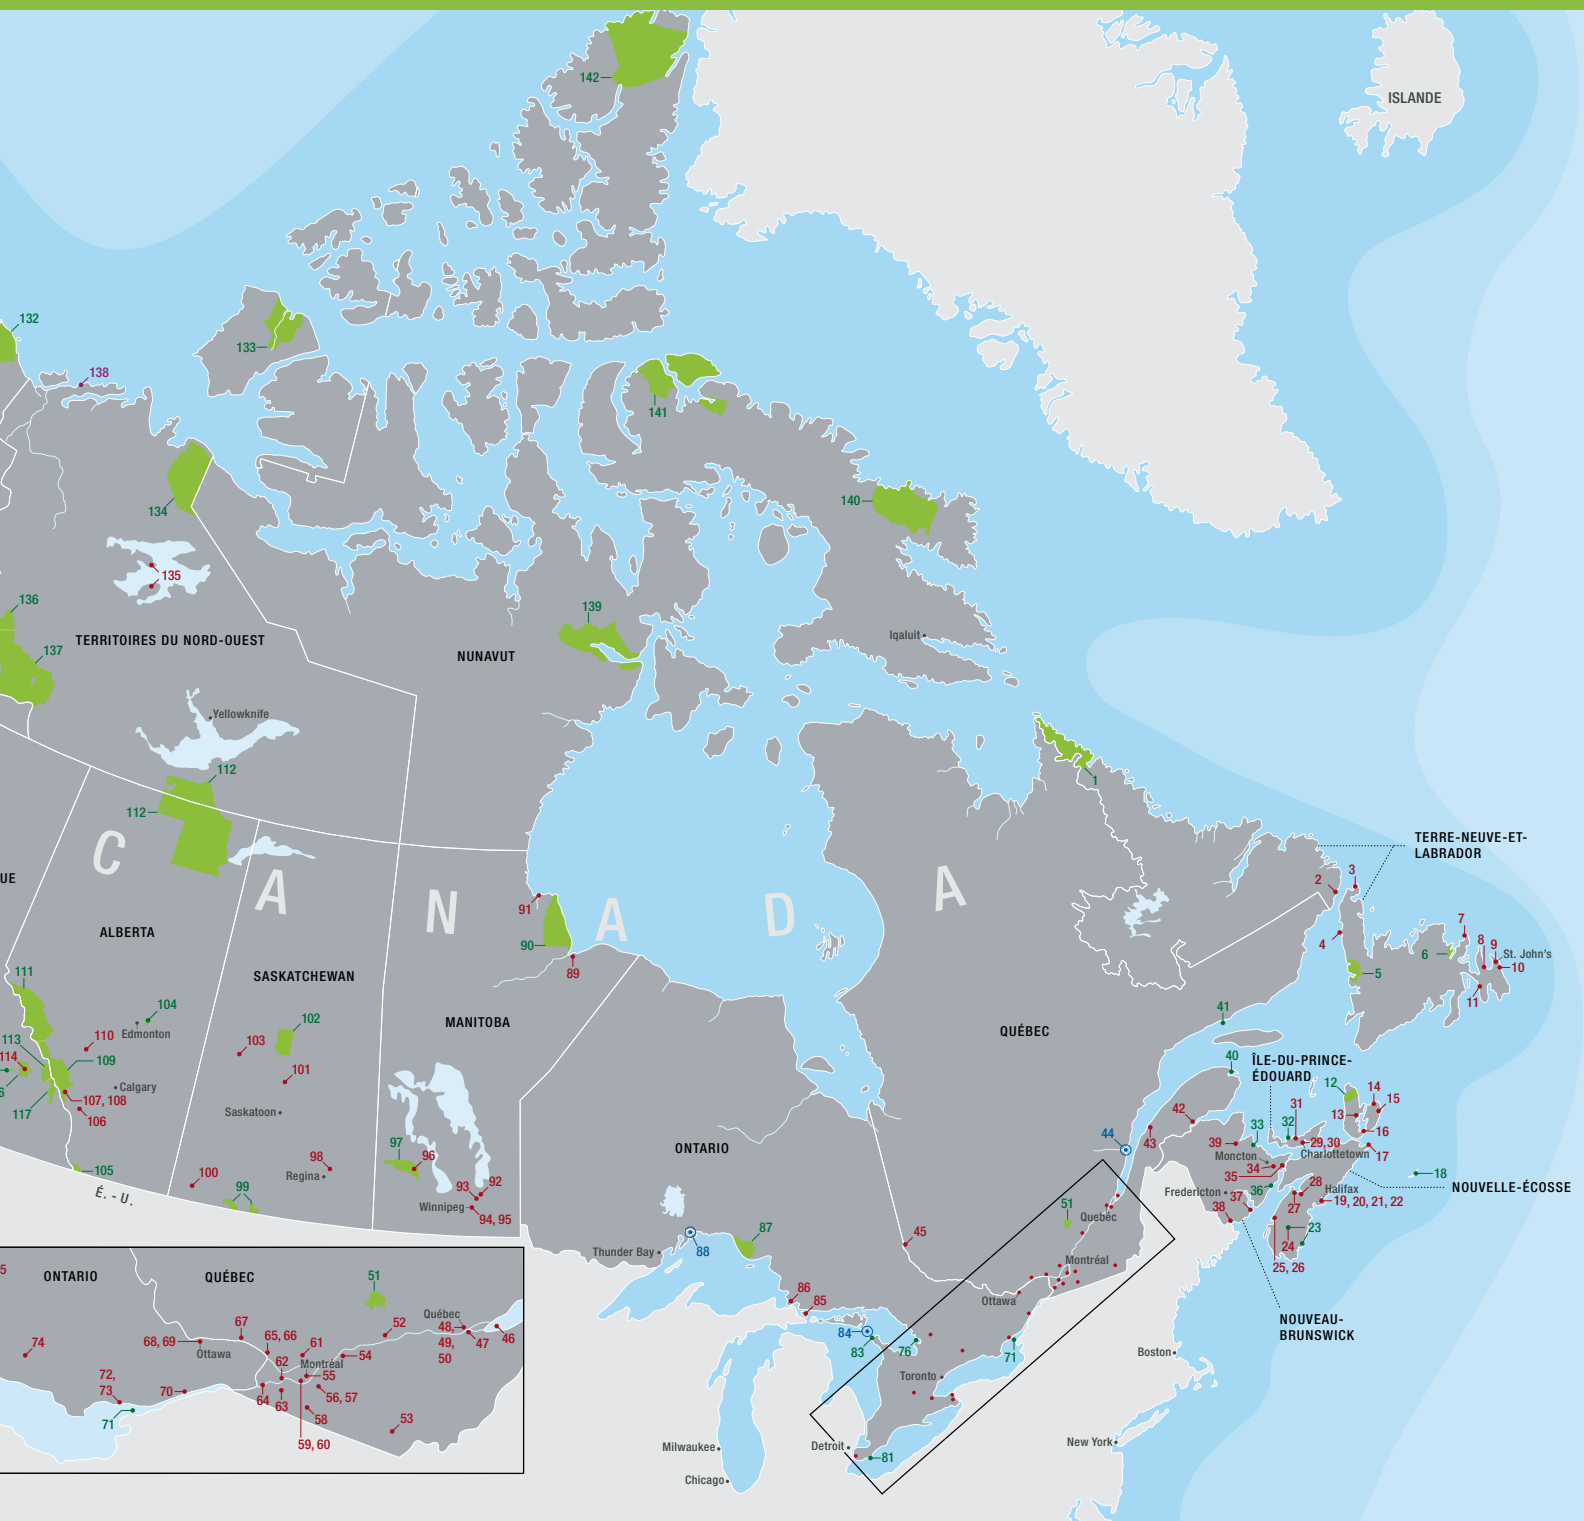 ISLANDE
142
132
133
138
141
134
140
135
136
139
TERRITOIRES DU NORD-OUEST
Iqaluit
137
NUNAVUT
Yellowknife
112
112
1
C
A
N
A
D
A
TERRE-NEUVE-ET-
LABRADOR
UE
2
3
91
ALBERTA
90
4
7
8
9
St. John's
6
10
5
89
11
SASKATCHEWAN
111
104
102
41
MANITOBA
Edmonton
QUÉBEC
113
110
103
114
109
101
40
ÎLE-DU-PRINCE-
ÉDOUARD
6
Calgary
12
14
15
117
107, 108
106
Saskatoon
42
31
13
44
33
32
16
97
96
ONTARIO
43
39
29,30
Charlottetown
17
98
Moncton
34
105
Regina
35
18
100
99
93
92
Fredericton
36
28
Halifax
NOUVELLE-ÉCOSSE
É.-U.
Winnipeg
94, 95
51
Québec
37
27
19, 20, 21, 22
38
87
45
23
Thunder Bay
88
24
Montréal
25, 26
5
ONTARIO
QUÉBEC
51
86
85
Ottawa
NOUVEAU-
BRUNSWICK
Québec
67
52
48,
49,
50
47
46
84
83
76
71
Boston
74
68, 69
Ottawa
65, 66
61
54
62
Montréal
55
72,
73
70
64
63
56, 57
Toronto
71
58
53
59, 60
Milwaukee
Detroit
81
New York
Chicago